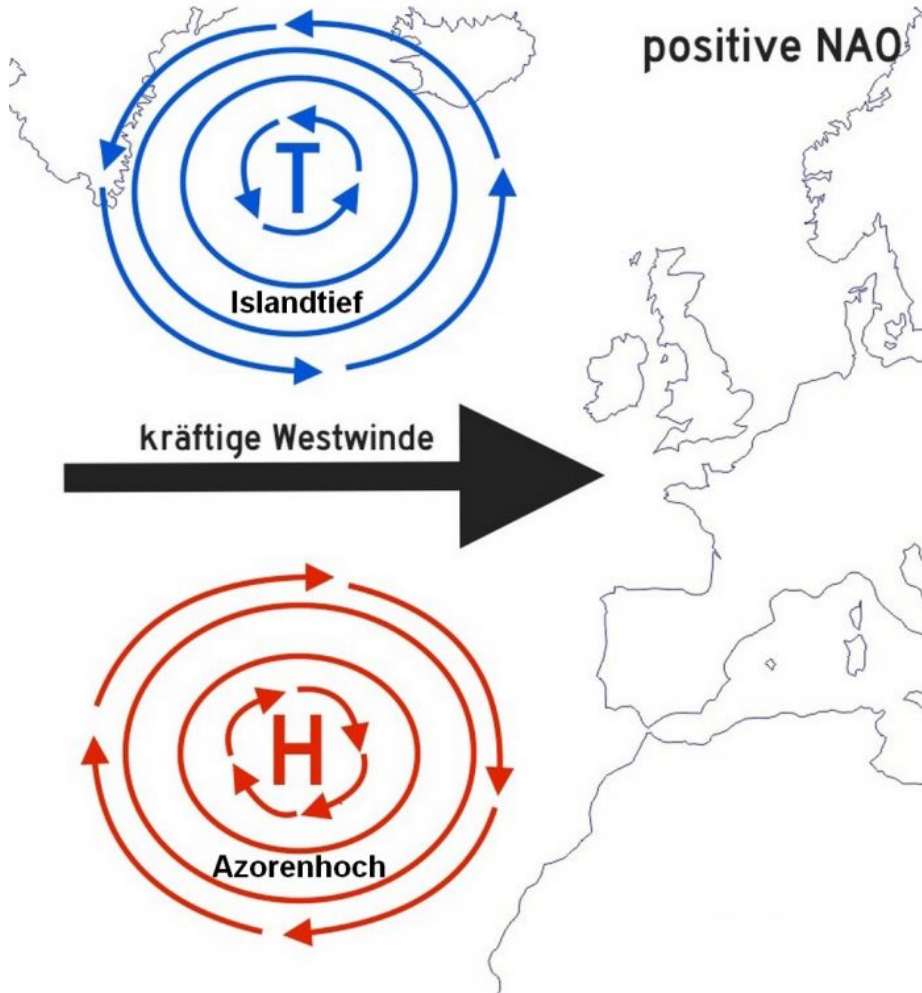 positive NAO
T
Islandtief
kräftige Westwinde
H
Azorenhoch